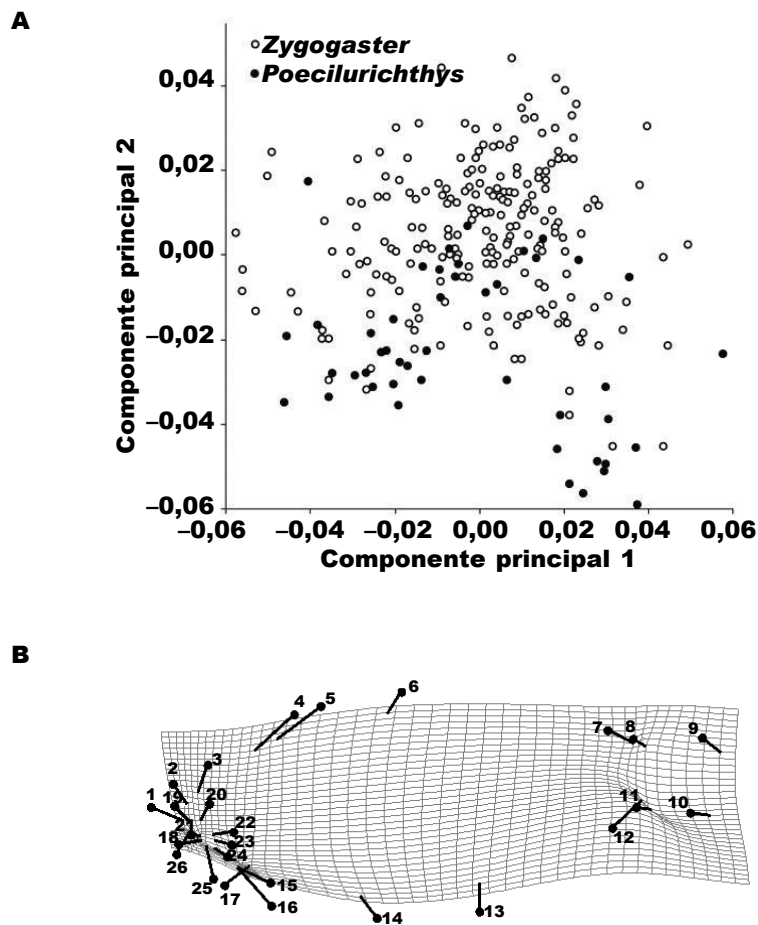 A
Zygogaster
Poecilurichthys
0,04
0,02
0,00
–0,02
–0,04
–0,06
Componente principal 2
–0,06 –0,04 –0,02 0,00 0,02 0,04 0,06
Componente principal 1
B
6
5
4
7 8 9
3
2
1 19 20
11 10
2 22
12
18 23
24
26
25 15
17
16 13
14